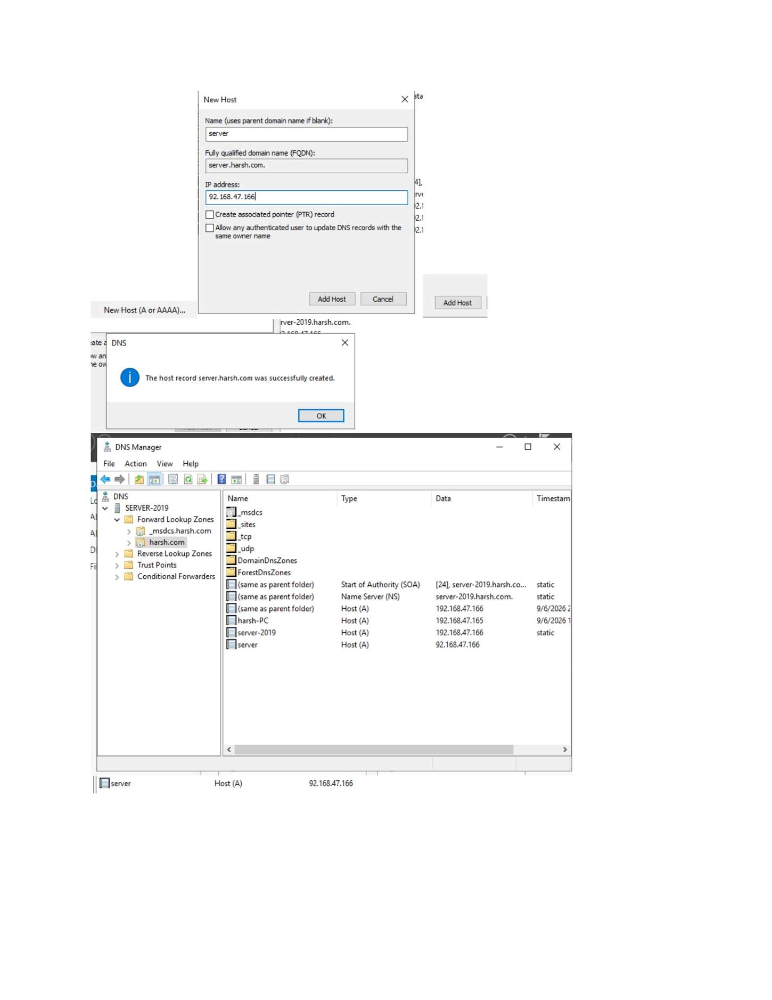 New Host
ata
Name (uses parent domain name if blank):
server
Fully qualified domain name (FQDN):
server.harsh.com.
IP address:
92.168.47.166
4],
Create associated pointer (PTR) record
Allow any authenticated user to update DNS records with the
same owner name
Add Host
Cancel
Add Host
New Host (A or AAAA)...
rver-2019.harsh.com.
DNS
The host record server.harsh.com was successfully created.
OK
DNS Manager
File Action View Help
DNS
SERVER-2019
Forward Lookup Zones
_msdcs.harsh.com
harsh.com
Reverse Lookup Zones
Trust Points
Conditional Forwarders
Name Type Data Timestam
_msdcs
_sites
_tcp
_udp
DomainDnsZones
ForestDnsZones
(same as parent folder) Start of Authority (SOA) [24], server-2019.harsh.co... static
(same as parent folder) Name Server (NS) server-2019.harsh.com. static
(same as parent folder) Host (A) 192.168.47.166 9/6/2026 2
harsh-PC Host (A) 192.168.47.165 9/6/2026 1
server-2019 Host (A) 192.168.47.166 static
server Host (A) 92.168.47.166
server Host (A) 92.168.47.166